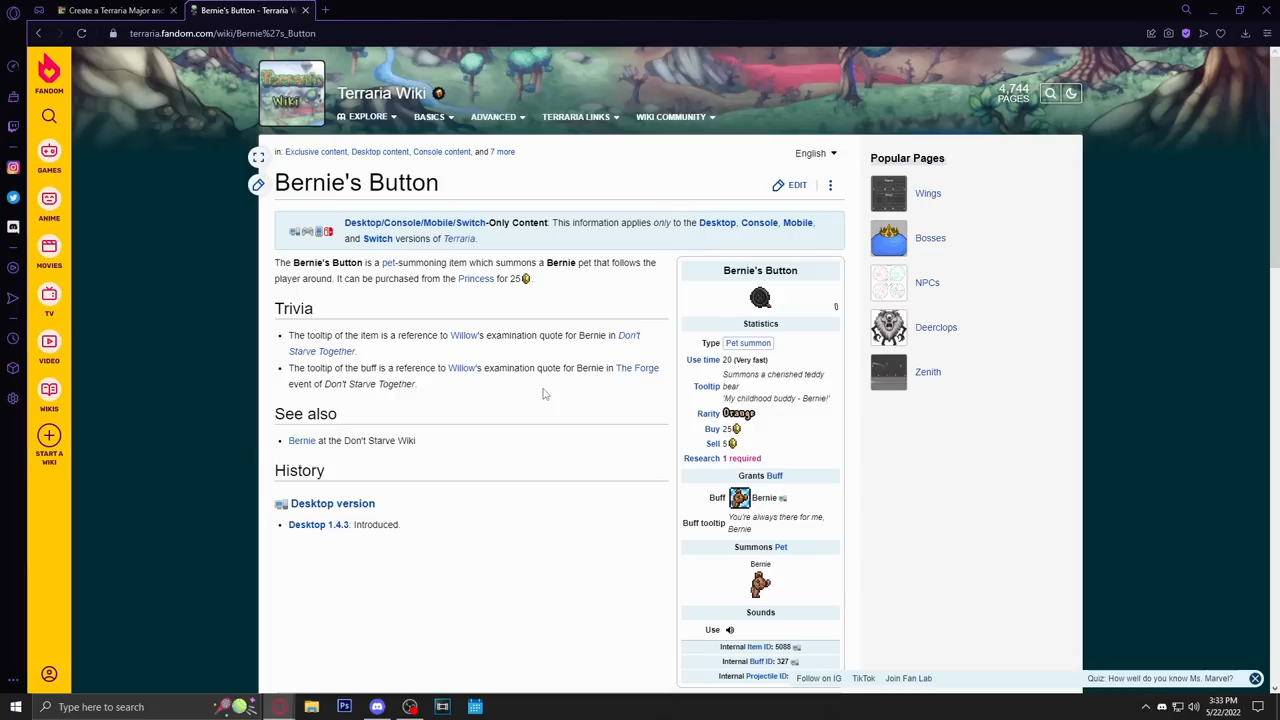 Create a Terraria Major and
Bernie's Button - Terraria Wiki
terraria.fandom.com/wiki/Bernie%27s_Button
FANDOM
GAMES
ANIME
MOVIES
TV
VIDEO
WIKIS
START A
WIKI
Terraria
Wiki
Terraria Wiki
4,744
PAGES
EXPLORE
BASICS
ADVANCED
TERRARIA LINKS
WIKI COMMUNITY
in: Exclusive content, Desktop content, Console content, and 7 more
English
Bernie's Button
EDIT
Desktop/Console/Mobile/Switch-Only Content: This information applies only to the Desktop, Console, Mobile,
and Switch versions of Terraria.
The Bernie's Button is a pet-summoning item which summons a Bernie pet that follows the
player around. It can be purchased from the Princess for 25.
Trivia
The tooltip of the item is a reference to Willow's examination quote for Bernie in Don't
Starve Together.
The tooltip of the buff is a reference to Willow's examination quote for Bernie in The Forge
event of Don't Starve Together.
See also
Bernie at the Don't Starve Wiki
History
Desktop version
Desktop 1.4.3: Introduced.
Bernie's Button
Statistics
Type Pet summon
Use time 20 (Very fast)
Tooltip Summons a cherished teddy
bear
'My childhood buddy - Bernie!'
Rarity Orange
Buy 25
Sell 5
Research 1 required
Grants Buff
Buff Bernie
Buff tooltip You're always there for me,
Bernie
Summons Pet
Bernie
Sounds
Use
Internal Item ID: 5088
Internal Buff ID: 327
Internal Projectile ID:
Popular Pages
Wings
Bosses
NPCs
Deerclops
Zenith
Follow on IG TikTok Join Fan Lab
Quiz: How well do you know Ms. Marvel?
Type here to search
3:33 PM
5/22/2022